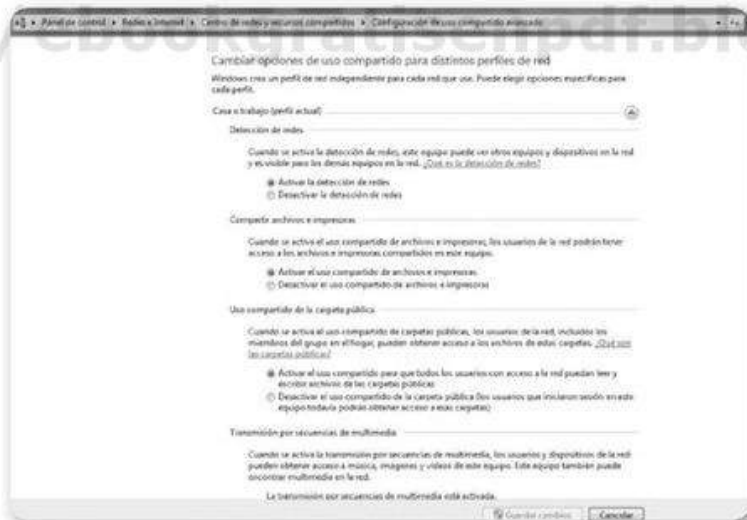 ebookgratisenpdf.blo
Panel de control ▸ Redes e Internet ▸ Centro de redes y recursos compartidos ▸ Configuración de uso compartido avanzado
Cambiar opciones de uso compartido para distintos perfiles de red
Windows crea un perfil de red independiente para cada red que use. Puede elegir opciones específicas para
cada perfil.
Casa o trabajo (perfil actual)
Detección de redes
Cuando se activa la detección de redes, este equipo puede ver otros equipos y dispositivos en la red
y es visible para los demás equipos en la red. ¿Qué es la detección de redes?
Activar la detección de redes
Desactivar la detección de redes
Compartir archivos e impresoras
Cuando se activa el uso compartido de archivos e impresoras, los usuarios de la red podrán tener
acceso a los archivos e impresoras compartidos en este equipo.
Activar el uso compartido de archivos e impresoras
Desactivar el uso compartido de archivos e impresoras
Uso compartido de la carpeta pública
Cuando se activa el uso compartido de carpetas públicas, los usuarios de la red, incluidos los
miembros del grupo en el hogar, pueden obtener acceso a los archivos de estas carpetas. ¿Qué son
las carpetas públicas?
Activar el uso compartido para que todos los usuarios con acceso a la red puedan leer y
escribir archivos de las carpetas públicas
Desactivar el uso compartido de la carpeta pública (los usuarios que iniciaron sesión en este
equipo todavía podrán obtener acceso a esas carpetas)
Transmisión por secuencias de multimedia
Cuando se activa la transmisión por secuencias de multimedia, los usuarios y dispositivos de la red
pueden obtener acceso a música, imágenes y vídeos de este equipo. Este equipo también puede
encontrar multimedia en la red.
La transmisión por secuencias de multimedia está activada.
Guardar cambios
Cancelar